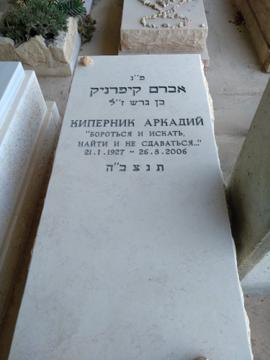 פ"נ
אברם קיפרניק
בן גרש ז"ל
КИПЕРНИК АРКАДИЙ
"БОРОТЬСЯ И ИСКАТЬ,
НАЙТИ И НЕ СДАВАТЬСЯ..."
21.1.1927 - 26.8.2006
תנצב"ה